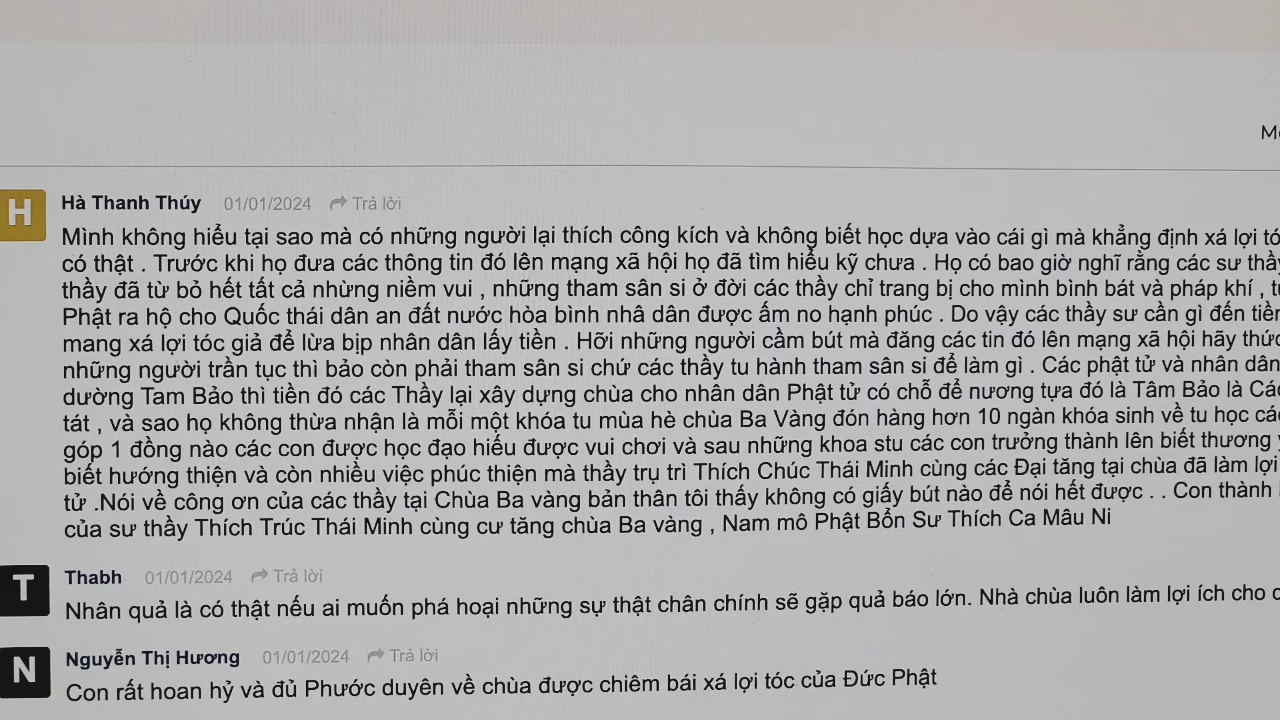 H
Hà Thanh Thúy 01/01/2024 Trả lời
Mình không hiểu tại sao mà có những người lại thích công kích và không biết học dựa vào cái gì mà khẳng định xá lợi
có thật . Trước khi họ đưa các thông tin đó lên mạng xã hội họ đã tìm hiểu kỹ chưa . Họ có bao giờ nghĩ rằng các sư
thầy đã từ bỏ hết tất cả nhừng niềm vui , những tham sân si ở đời các thầy chỉ trang bị cho mình bình bát và pháp khí ,
Phật ra hộ cho Quốc thái dân an đất nước hòa bình nhâ dân được ấm no hạnh phúc . Do vậy các thầy sư cần gì đến
mang xá lợi tóc giả để lừa bịp nhân dân lấy tiền . Hỡi những người cầm bút mà đăng các tin đó lên mạng xã hội hãy
những người trần tục thì bảo còn phải tham sân si chứ các thầy tu hành tham sân si để làm gì . Các phật tử và nhân dân
dường Tam Bảo thì tiền đó các Thầy lại xây dựng chùa cho nhân dân Phật tử có chỗ để nương tựa đó là Tâm Bảo là
tát , và sao họ không thừa nhận là mỗi một khóa tu mùa hè chùa Ba Vàng đón hàng hơn 10 ngàn khóa sinh về tu học
góp 1 đồng nào các con được học đạo hiếu được vui chơi và sau những khoa stu các con trưởng thành lên biết thương
biết hướng thiện và còn nhiều việc phúc thiện mà thầy trụ trì Thích Chúc Thái Minh cùng các Đại tăng tại chùa đã làm lợi
tử .Nói về công ơn của các thầy tại Chùa Ba vàng bản thân tôi thấy không có giấy bút nào để nói hết được . . Con thành
của sư thầy Thích Trúc Thái Minh cùng cư tăng chùa Ba vàng , Nam mô Phật Bổn Sư Thích Ca Mâu Ni
T
Thabh 01/01/2024 Trả lời
Nhân quả là có thật nếu ai muốn phá hoại những sự thật chân chính sẽ gặp quả báo lớn. Nhà chùa luôn làm lợi ích cho
N
Nguyễn Thị Hương 01/01/2024 Trả lời
Con rất hoan hỷ và đủ Phước duyên về chùa được chiêm bái xá lợi tóc của Đức Phật